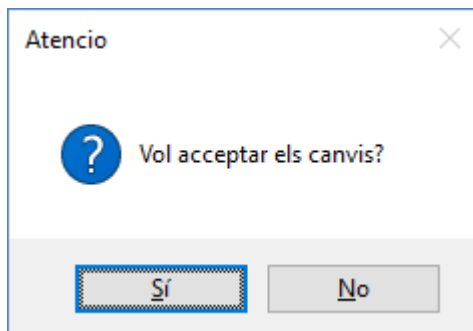 Atencio
Vol acceptar els canvis?
Sí
No